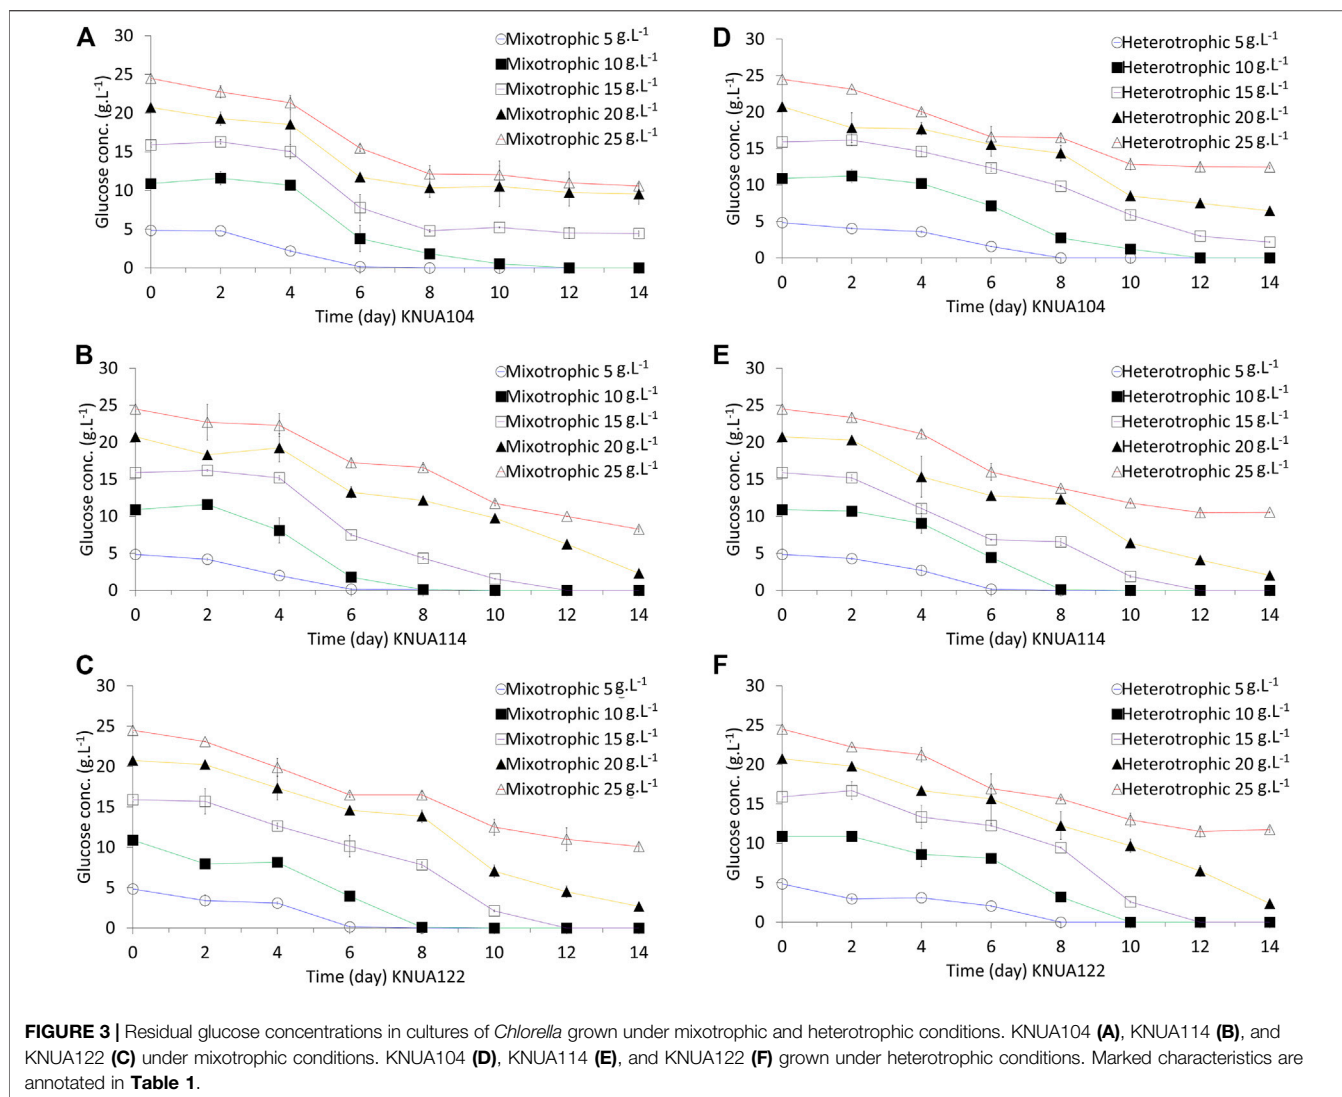 A
30
25
20
15
10
5
0
Glucose conc. (g.L-1)
Mixotrophic 5 g.L-1
Mixotrophic 10 g.L-1
Mixotrophic 15 g.L-1
Mixotrophic 20 g.L-1
Mixotrophic 25 g.L-1
0 2 4 6 8 10 12 14
Time (day) KNUA104
D
30
25
20
15
10
5
0
Glucose conc. (g.L-1)
Heterotrophic 5 g.L-1
Heterotrophic 10 g.L-1
Heterotrophic 15 g.L-1
Heterotrophic 20 g.L-1
Heterotrophic 25 g.L-1
0 2 4 6 8 10 12 14
Time (day) KNUA104
B
30
25
20
15
10
5
0
Glucose conc. (g.L-1)
Mixotrophic 5 g.L-1
Mixotrophic 10 g.L-1
Mixotrophic 15 g.L-1
Mixotrophic 20 g.L-1
Mixotrophic 25 g.L-1
0 2 4 6 8 10 12 14
Time (day) KNUA114
E
30
25
20
15
10
5
0
Glucose conc. (g.L-1)
Heterotrophic 5 g.L-1
Heterotrophic 10 g.L-1
Heterotrophic 15 g.L-1
Heterotrophic 20 g.L-1
Heterotrophic 25 g.L-1
0 2 4 6 8 10 12 14
Time (day) KNUA114
C
30
25
20
15
10
5
0
Glucose conc. (g.L-1)
Mixotrophic 5 g.L-1
Mixotrophic 10 g.L-1
Mixotrophic 15 g.L-1
Mixotrophic 20 g.L-1
Mixotrophic 25 g.L-1
0 2 4 6 8 10 12 14
Time (day) KNUA122
F
30
25
20
15
10
5
0
Glucose conc. (g.L-1)
Heterotrophic 5 g.L-1
Heterotrophic 10 g.L-1
Heterotrophic 15 g.L-1
Heterotrophic 20 g.L-1
Heterotrophic 25 g.L-1
0 2 4 6 8 10 12 14
Time (day) KNUA122
FIGURE 3 | Residual glucose concentrations in cultures of Chlorella grown under mixotrophic and heterotrophic conditions. KNUA104 (A), KNUA114 (B), and
KNUA122 (C) under mixotrophic conditions. KNUA104 (D), KNUA114 (E), and KNUA122 (F) grown under heterotrophic conditions. Marked characteristics are
annotated in Table 1.